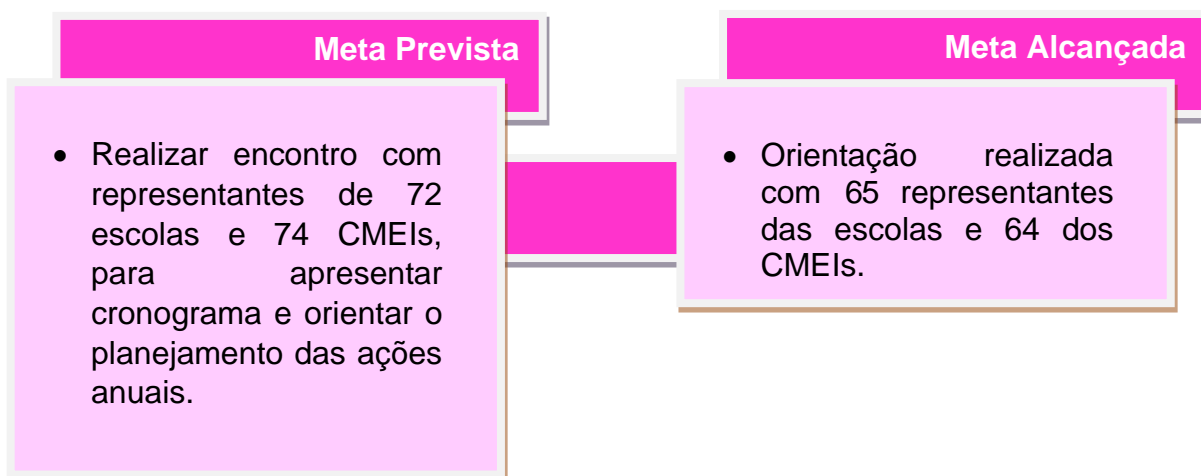 Meta Prevista
• Realizar encontro com
representantes de 72
escolas e 74 CMEIs,
para apresentar
cronograma e orientar o
planejamento das ações
anuais.
Meta Alcançada
• Orientação realizada
com 65 representantes
das escolas e 64 dos
CMEIs.